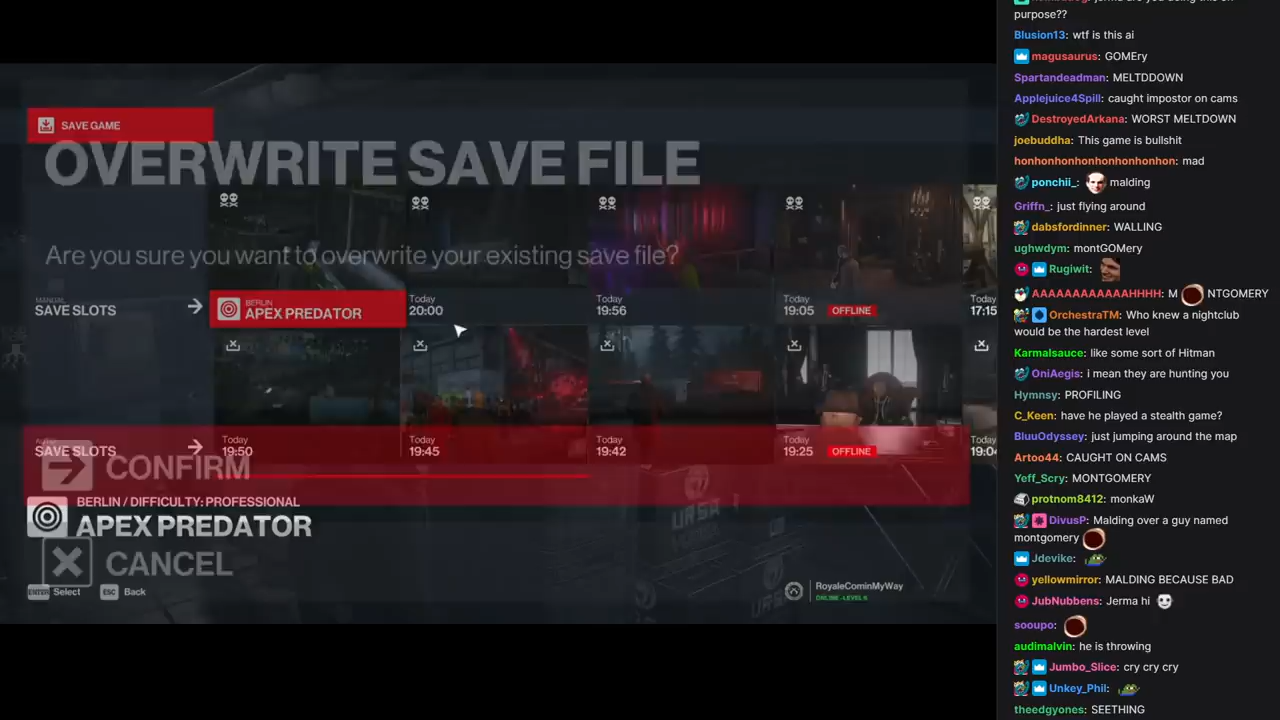 SAVE GAME
OVERWRITE SAVE FILE
Are you sure you want to overwrite your existing save file?
MANUAL
SAVE SLOTS
BERLIN
APEX PREDATOR
Today
20:00
Today
19:56
Today
19:05
OFFLINE
Today
17:15
SAVE SLOTS
Today
19:50
Today
19:45
Today
19:42
Today
19:25
OFFLINE
Today
19:04
CONFIRM
BERLIN / DIFFICULTY: PROFESSIONAL
APEX PREDATOR
CANCEL
ENTER Select
ESC Back
URSA
RoyaleCominMyWay
ONLINE - LEVEL 6
purpose??
Blusion13: wtf is this ai
magusaurus: GOMEry
Spartandeadman: MELTDDOWN
Applejuice4Spill: caught impostor on cams
DestroyedArkana: WORST MELTDOWN
joebuddha: This game is bullshit
honhonhonhonhonhonhonhon: mad
ponchii_: malding
Griffn_: just flying around
dabsfordinner: WALLING
ughwdym: montGOMery
Rugiwit:
AAAAAAAAAAAAHHHH: M NTGOMERY
OrchestraTM: Who knew a nightclub
would be the hardest level
Karmalsauce: like some sort of Hitman
OniAegis: i mean they are hunting you
Hymnsy: PROFILING
C_Keen: have he played a stealth game?
BluuOdyssey: just jumping around the map
Artoo44: CAUGHT ON CAMS
Yeff_Scry: MONTGOMERY
protnom8412: monkaW
DivusP: Malding over a guy named
montgomery
Jdevike:
yellowmirror: MALDING BECAUSE BAD
JubNubbens: Jerma hi
sooupo:
audimalvin: he is throwing
Jumbo_Slice: cry cry cry
Unkey_Phil:
theedgyones: SEETHING